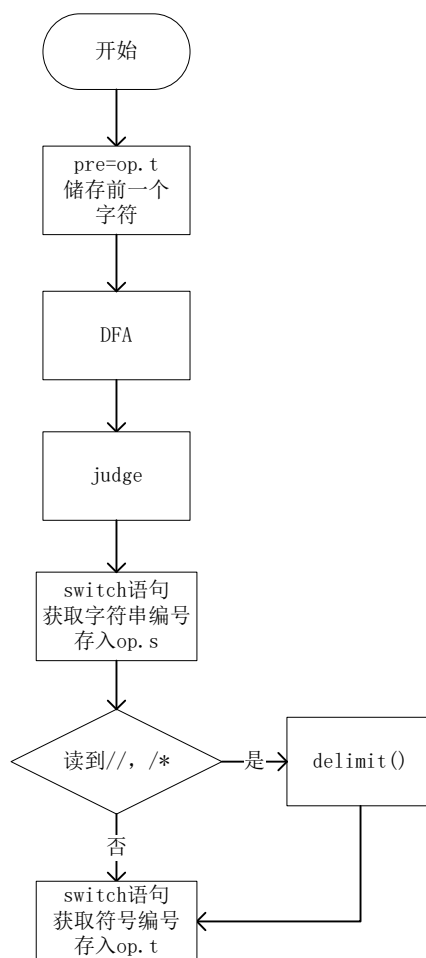 开始
pre=op.t
储存前一个
字符
DFA
judge
switch语句
获取字符串编号
存入op.s
读到//，/*
是
delimit()
否
switch语句
获取符号编号
存入op.t